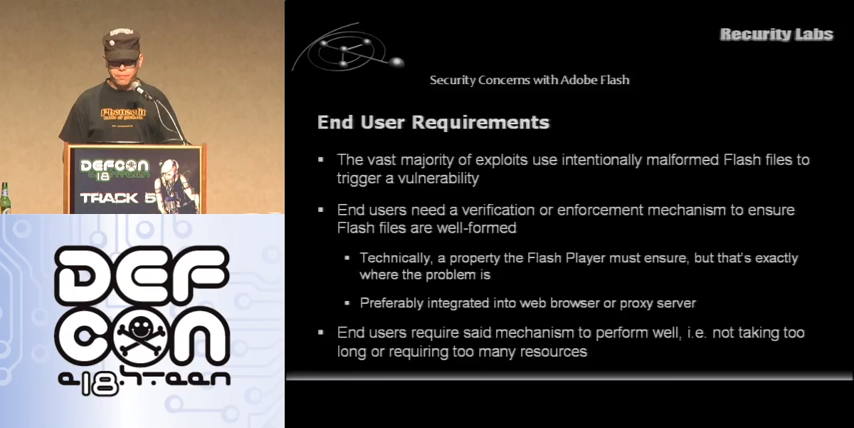 Recurity Labs
Security Concerns with Adobe Flash
End User Requirements
The vast majority of exploits use intentionally malformed Flash files to
trigger a vulnerability
End users need a verification or enforcement mechanism to ensure
Flash files are well-formed
Technically, a property the Flash Player must ensure, but that's exactly
where the problem is
Preferably integrated into web browser or proxy server
End users require said mechanism to perform well, i.e. not taking too
long or requiring too many resources
DEFCON
18
TRACK 5
DEF
CON
e18hteen